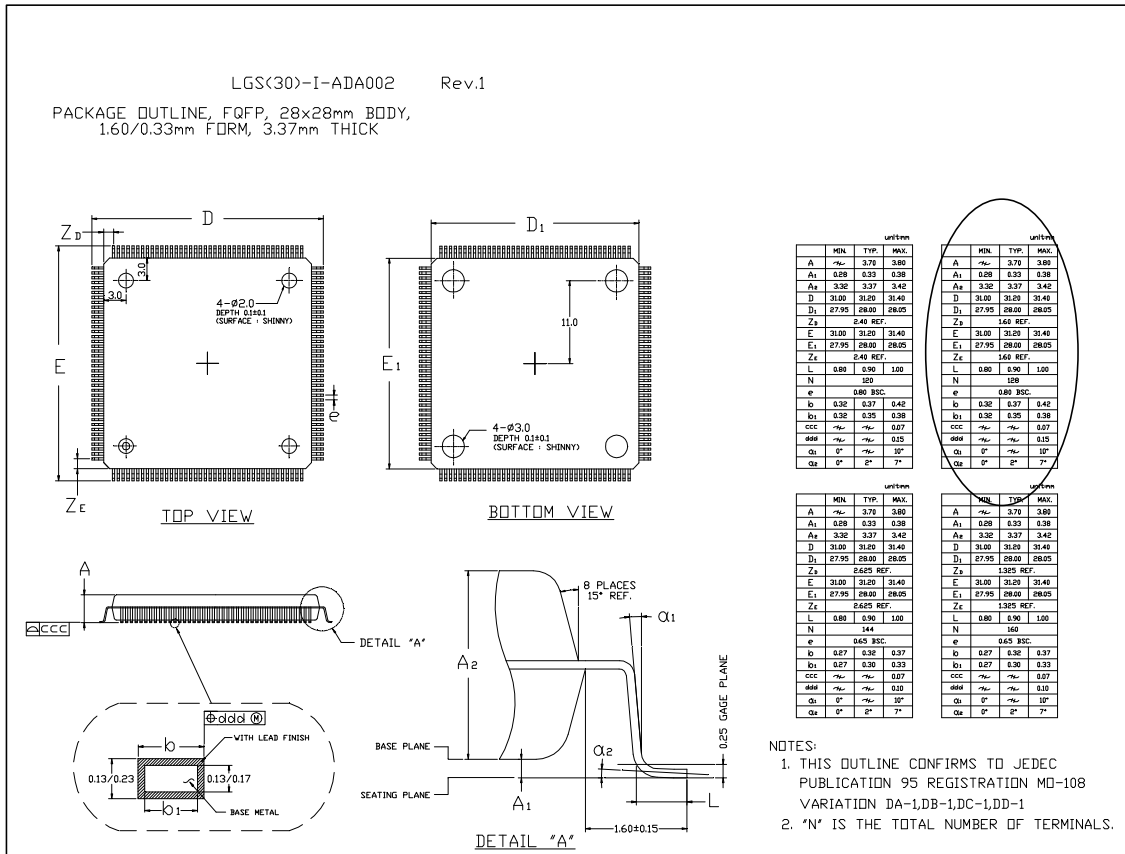 LGS(30)-I-ADA002 Rev.1
PACKAGE OUTLINE, FQFP, 28x28mm BODY,
1.60/0.33mm FORM, 3.37mm THICK
D
ZD
3.0
3.0
4-Ø2.0
DEPTH 0.1±0.1
(SURFACE : SHINNY)
E
e
ZE
TOP VIEW
D1
11.0
E1
4-Ø3.0
DEPTH 0.1±0.1
(SURFACE : SHINNY)
BOTTOM VIEW
unit:mm
MIN. TYP. MAX.
A 3.70 3.80
A1 0.28 0.33 0.38
A2 3.32 3.37 3.42
D 31.00 31.20 31.40
D1 27.95 28.00 28.05
ZD 2.40 REF.
E 31.00 31.20 31.40
E1 27.95 28.00 28.05
ZE 2.40 REF.
L 0.80 0.90 1.00
N 120
e 0.80 BSC.
b 0.32 0.37 0.42
b1 0.32 0.35 0.38
ccc 0.07
ddd 0.15
α1 0° 10°
α2 0° 2° 7°
unit:mm
MIN. TYP. MAX.
A 3.70 3.80
A1 0.28 0.33 0.38
A2 3.32 3.37 3.42
D 31.00 31.20 31.40
D1 27.95 28.00 28.05
ZD 1.60 REF.
E 31.00 31.20 31.40
E1 27.95 28.00 28.05
ZE 1.60 REF.
L 0.80 0.90 1.00
N 128
e 0.80 BSC.
b 0.32 0.37 0.42
b1 0.32 0.35 0.38
ccc 0.07
ddd 0.15
α1 0° 10°
α2 0° 2° 7°
unit:mm
MIN. TYP. MAX.
A 3.70 3.80
A1 0.28 0.33 0.38
A2 3.32 3.37 3.42
D 31.00 31.20 31.40
D1 27.95 28.00 28.05
ZD 2.625 REF.
E 31.00 31.20 31.40
E1 27.95 28.00 28.05
ZE 2.625 REF.
L 0.80 0.90 1.00
N 144
e 0.65 BSC.
b 0.27 0.32 0.37
b1 0.27 0.30 0.33
ccc 0.07
ddd 0.10
α1 0° 10°
α2 0° 2° 7°
unit:mm
MIN. TYP. MAX.
A 3.70 3.80
A1 0.28 0.33 0.38
A2 3.32 3.37 3.42
D 31.00 31.20 31.40
D1 27.95 28.00 28.05
ZD 1.325 REF.
E 31.00 31.20 31.40
E1 27.95 28.00 28.05
ZE 1.325 REF.
L 0.80 0.90 1.00
N 160
e 0.65 BSC.
b 0.27 0.32 0.37
b1 0.27 0.30 0.33
ccc 0.07
ddd 0.10
α1 0° 10°
α2 0° 2° 7°
A
ccc
DETAIL "A"
ddd Ⓜ
b
WITH LEAD FINISH
0.13/0.23
0.13/0.17
b1
BASE METAL
8 PLACES
15° REF.
α1
A2
0.25 GAGE PLANE
BASE PLANE
α2
SEATING PLANE
A1
L
1.60±0.15
DETAIL "A"
NOTES:
1. THIS OUTLINE CONFIRMS TO JEDEC
PUBLICATION 95 REGISTRATION MO-108
VARIATION DA-1,DB-1,DC-1,DD-1
2. "N" IS THE TOTAL NUMBER OF TERMINALS.